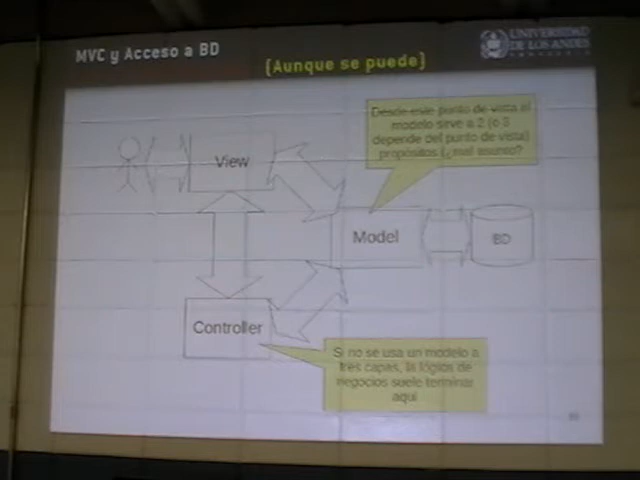 MVC y Acceso a BD
(Aunque se puede)
UNIVERSIDAD
DE LOS ANDES
Desde este punto de vista el
modelo sirve a 2 (o 3
depende del punto de vista)
propósitos (¿mal asunto?
View
Model
BD
Controller
Si no se usa un modelo a
tres capas, la lógica de
negocios suele terminar
aquí